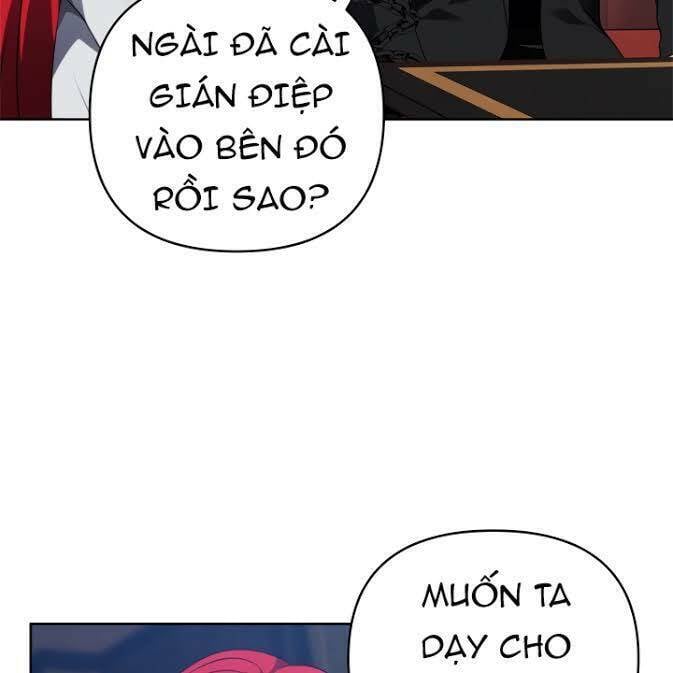 NGÀI ĐÃ CÀI
GIÁN ĐIỆP
VÀO BÊN ĐÓ
RỒI SAO?
MUỐN TA
DẠY CHO